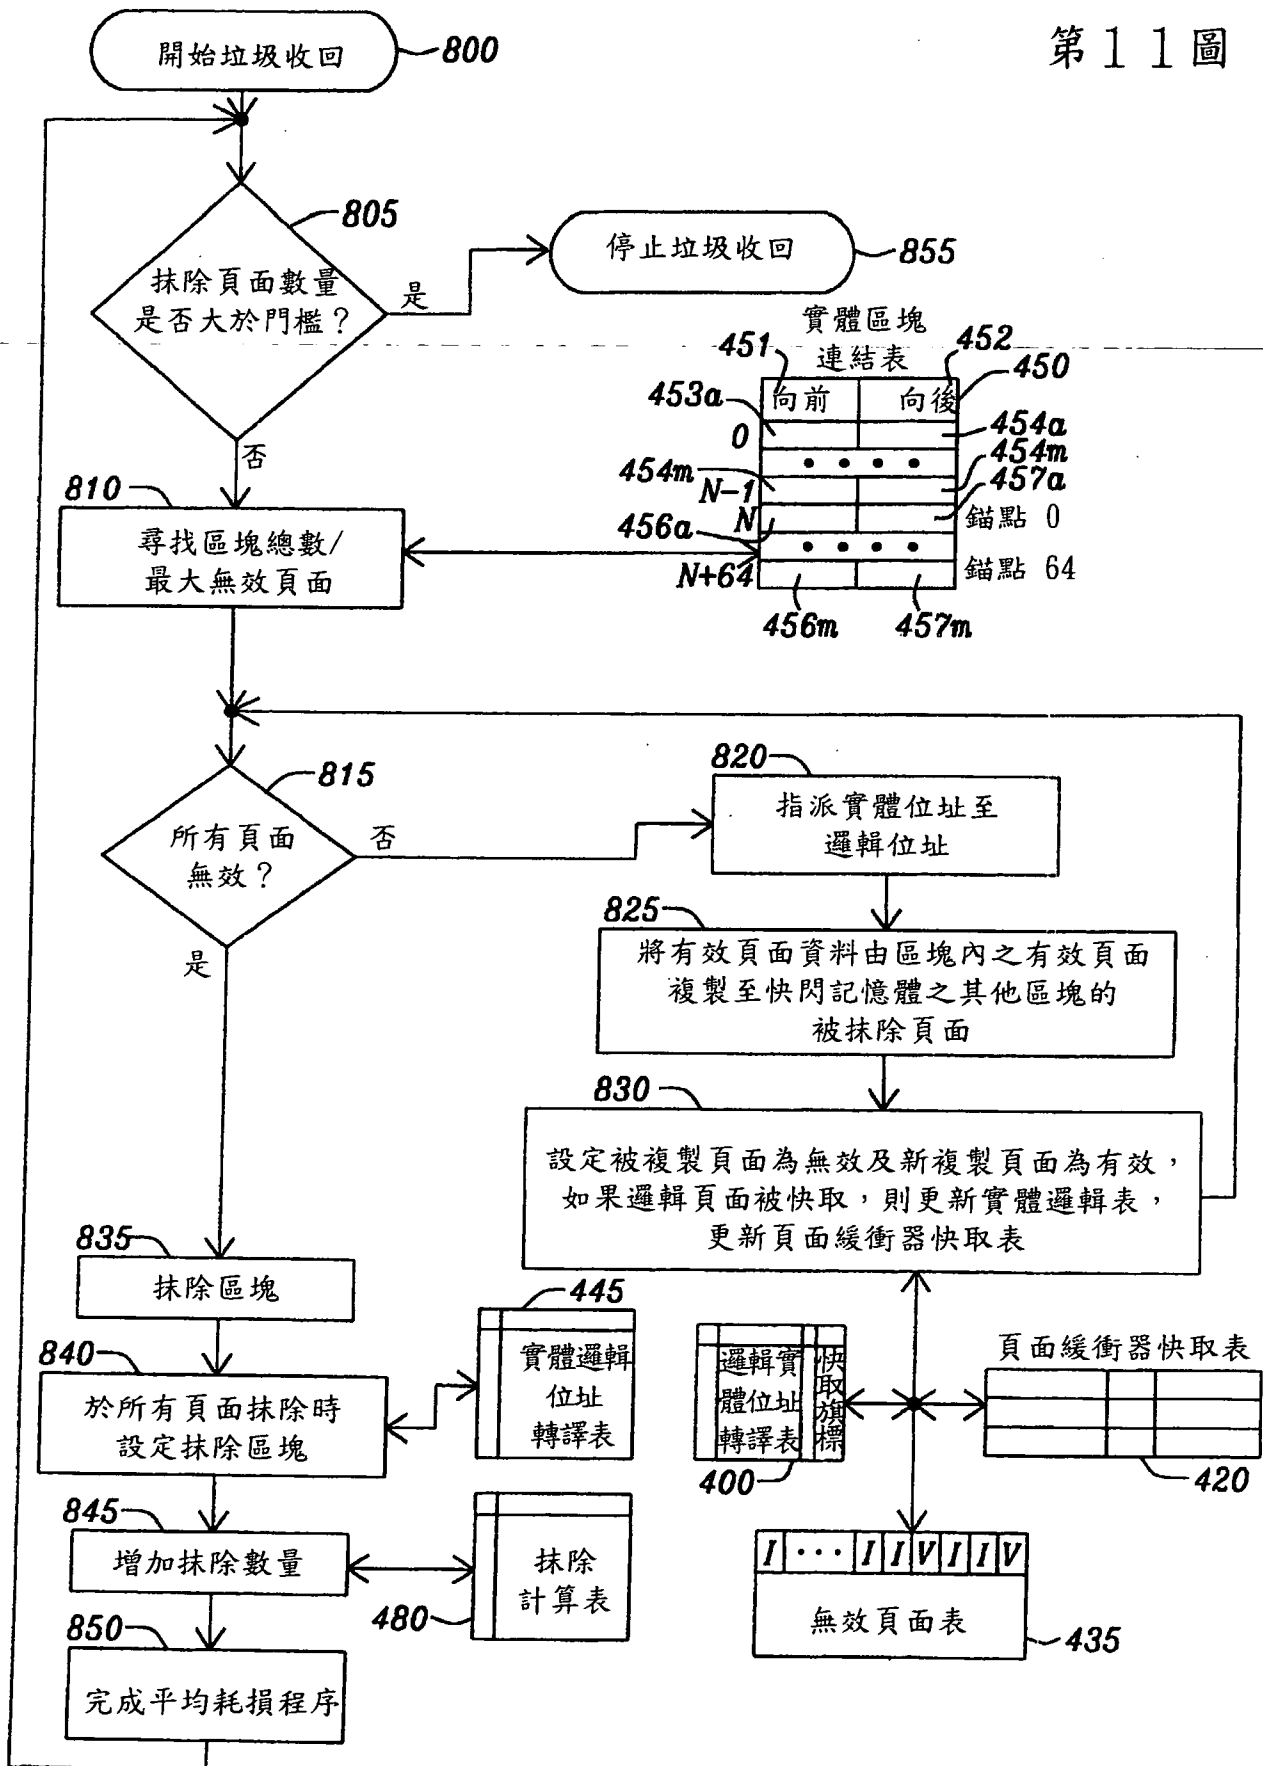 第11圖
開始垃圾收回
800
805
抹除頁面數量
是否大於門檻?
是
停止垃圾收回
855
否
實體區塊
連結表
451
452
450
向前
向後
453a
0
454a
454m
N-1
454m
457a
456a
N
錨點 0
N+64
錨點 64
456m
457m
810
尋找區塊總數/
最大無效頁面
815
所有頁面
無效?
否
是
820
指派實體位址至
邏輯位址
825
將有效頁面資料由區塊內之有效頁面
複製至快閃記憶體之其他區塊的
被抹除頁面
830
設定被複製頁面為無效及新複製頁面為有效,
如果邏輯頁面被快取,則更新實體邏輯表,
更新頁面緩衝器快取表
835
抹除區塊
840
於所有頁面抹除時
設定抹除區塊
445
實體邏輯
位址
轉譯表
邏輯實
體位址
轉譯表
快取旗標
400
頁面緩衝器快取表
420
845
增加抹除數量
抹除
計算表
480
I ··· I I V I I V
無效頁面表
435
850
完成平均耗損程序